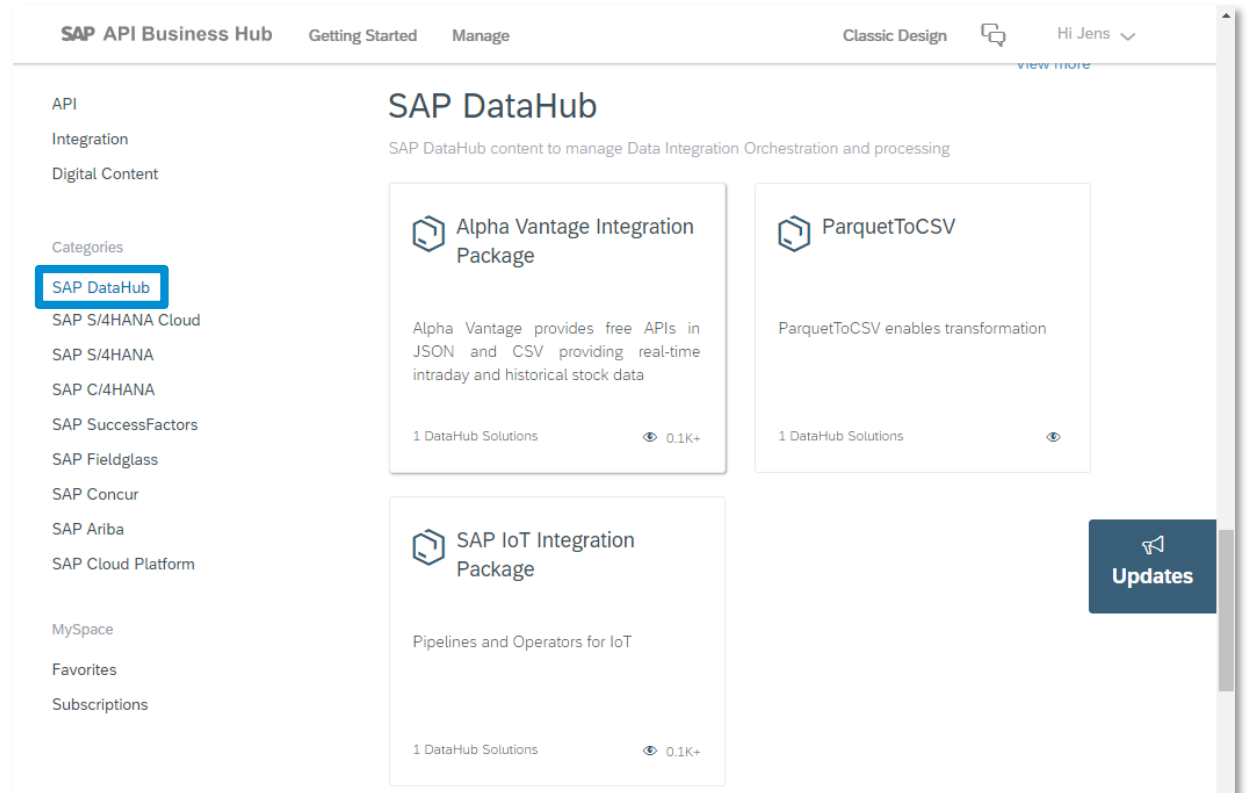 SAP API Business Hub Getting Started Manage Classic Design Hi Jens
View more
API
Integration
Digital Content
Categories
SAP DataHub
SAP S/4HANA Cloud
SAP S/4HANA
SAP C/4HANA
SAP SuccessFactors
SAP Fieldglass
SAP Concur
SAP Ariba
SAP Cloud Platform
MySpace
Favorites
Subscriptions
SAP DataHub
SAP DataHub content to manage Data Integration Orchestration and processing
Alpha Vantage Integration
Package
Alpha Vantage provides free APIs in
JSON and CSV providing real-time
intraday and historical stock data
1 DataHub Solutions 0.1K+
ParquetToCSV
ParquetToCSV enables transformation
1 DataHub Solutions
SAP IoT Integration
Package
Pipelines and Operators for IoT
1 DataHub Solutions 0.1K+
Updates